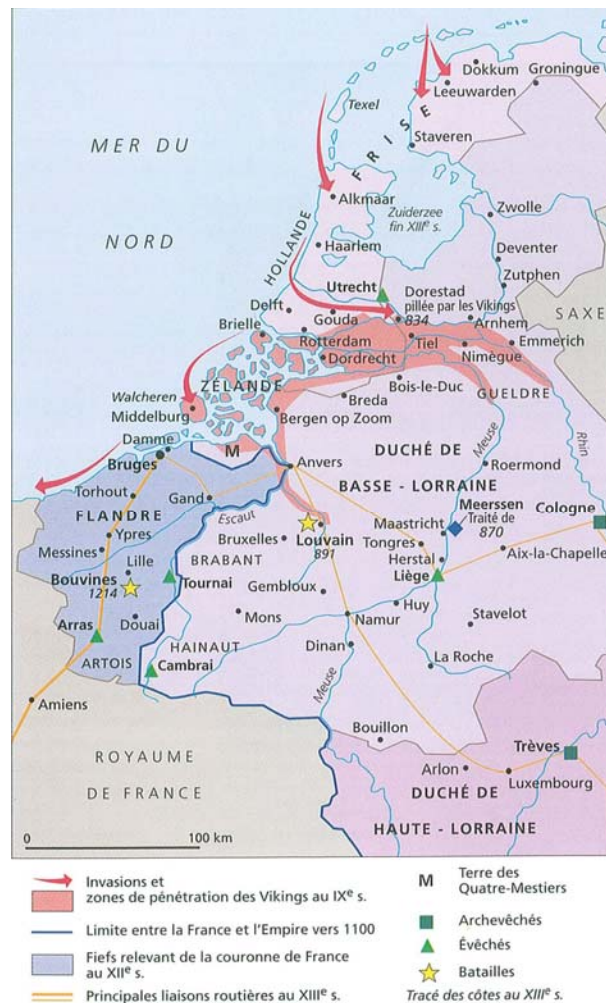 Dokkum
Groningue
Leeuwarden
Texel
FRISE
Staveren
MER DU
NORD
Alkmaar
Zuiderzee
fin XIIIe s.
Zwolle
HOLLANDE
Haarlem
Deventer
Utrecht
Zutphen
Dorestad
pillée par les Vikings
834
SAXE
Delft
Gouda
Arnhem
Brielle
Rotterdam
Tiel
Emmerich
Dordrecht
Nimègue
ZÉLANDE
Bois-le-Duc
GUELDRE
Walcheren
Breda
Middelburg
Bergen op Zoom
Meuse
Rhin
Damme
DUCHÉ DE
Bruges
M
Anvers
Roermond
BASSE - LORRAINE
Torhout
Gand
FLANDRE
Escaut
Meerssen
Traité de
870
Cologne
Ypres
Bruxelles
Louvain
891
Maastricht
Messines
Tongres
Aix-la-Chapelle
Lille
BRABANT
Herstal
Bouvines
1214
Tournai
Gembloux
Liège
Douai
Mons
Huy
Stavelot
Arras
Namur
HAINAUT
Dinan
ARTOIS
Cambrai
La Roche
Amiens
Meuse
Bouillon
Trèves
ROYAUME
DE FRANCE
Arlon
Luxembourg
DUCHÉ DE
HAUTE - LORRAINE
0 100 km
Invasions et
zones de pénétration des Vikings au IXe s.
Limite entre la France et l'Empire vers 1100
Fiefs relevant de la couronne de France
au XIIe s.
Principales liaisons routières au XIIIe s.
M Terre des
Quatre-Mestiers
Archevêchés
Évêchés
Batailles
Tracé des côtes au XIIIe s.